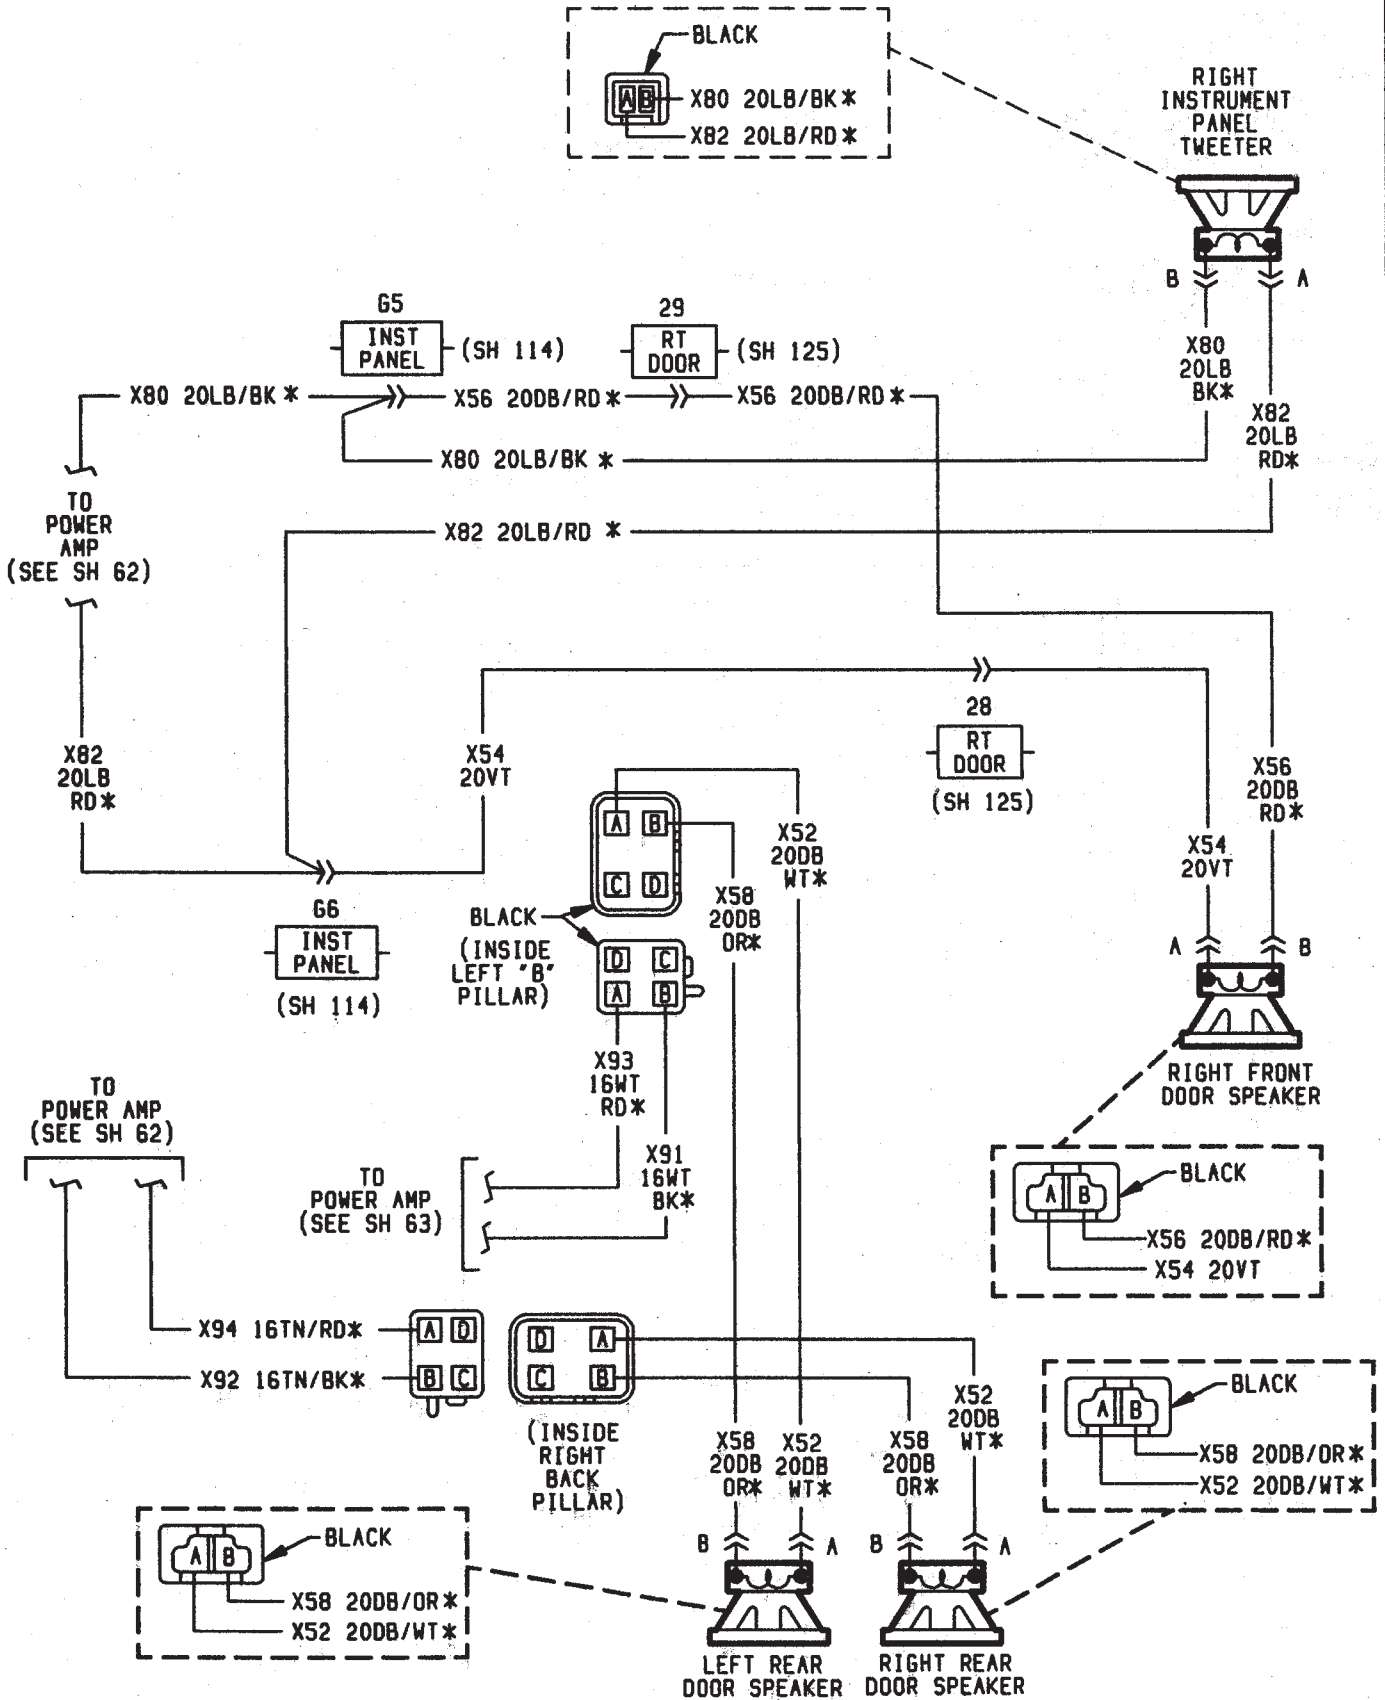 BLACK
A B
X80 20LB/BK*
X82 20LB/RD*
RIGHT
INSTRUMENT
PANEL
TWEETER
B
A
G5
INST
PANEL
(SH 114)
29
RT
DOOR
(SH 125)
X80
20LB
BK*
X80 20LB/BK*
X56 20DB/RD*
X56 20DB/RD*
X82
20LB
RD*
X80 20LB/BK *
TO
POWER
AMP
(SEE SH 62)
X82 20LB/RD *
28
RT
DOOR
(SH 125)
X82
20LB
RD*
X54
20VT
X56
20DB
RD*
A B
C D
X52
20DB
WT*
X54
20VT
X58
20DB
OR*
G6
INST
PANEL
(SH 114)
BLACK
(INSIDE
LEFT "B"
PILLAR)
D C
A B
A
B
X93
16WT
RD*
RIGHT FRONT
DOOR SPEAKER
TO
POWER AMP
(SEE SH 62)
X91
16WT
BK*
TO
POWER AMP
(SEE SH 63)
BLACK
A B
X56 20DB/RD*
X54 20VT
X94 16TN/RD*
X92 16TN/BK*
A D
B C
D A
C B
(INSIDE
RIGHT
BACK
PILLAR)
X52
20DB
WT*
BLACK
A B
X58 20DB/OR*
X52 20DB/WT*
X58
20DB
OR*
X52
20DB
WT*
X58
20DB
OR*
BLACK
A B
X58 20DB/OR*
X52 20DB/WT*
B
A
B
A
LEFT REAR
DOOR SPEAKER
RIGHT REAR
DOOR SPEAKER